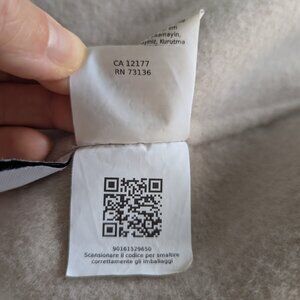 CA 12177
RN 73136
90161529650
Scansionare il codice per smaltire
correttamente gli imballaggi